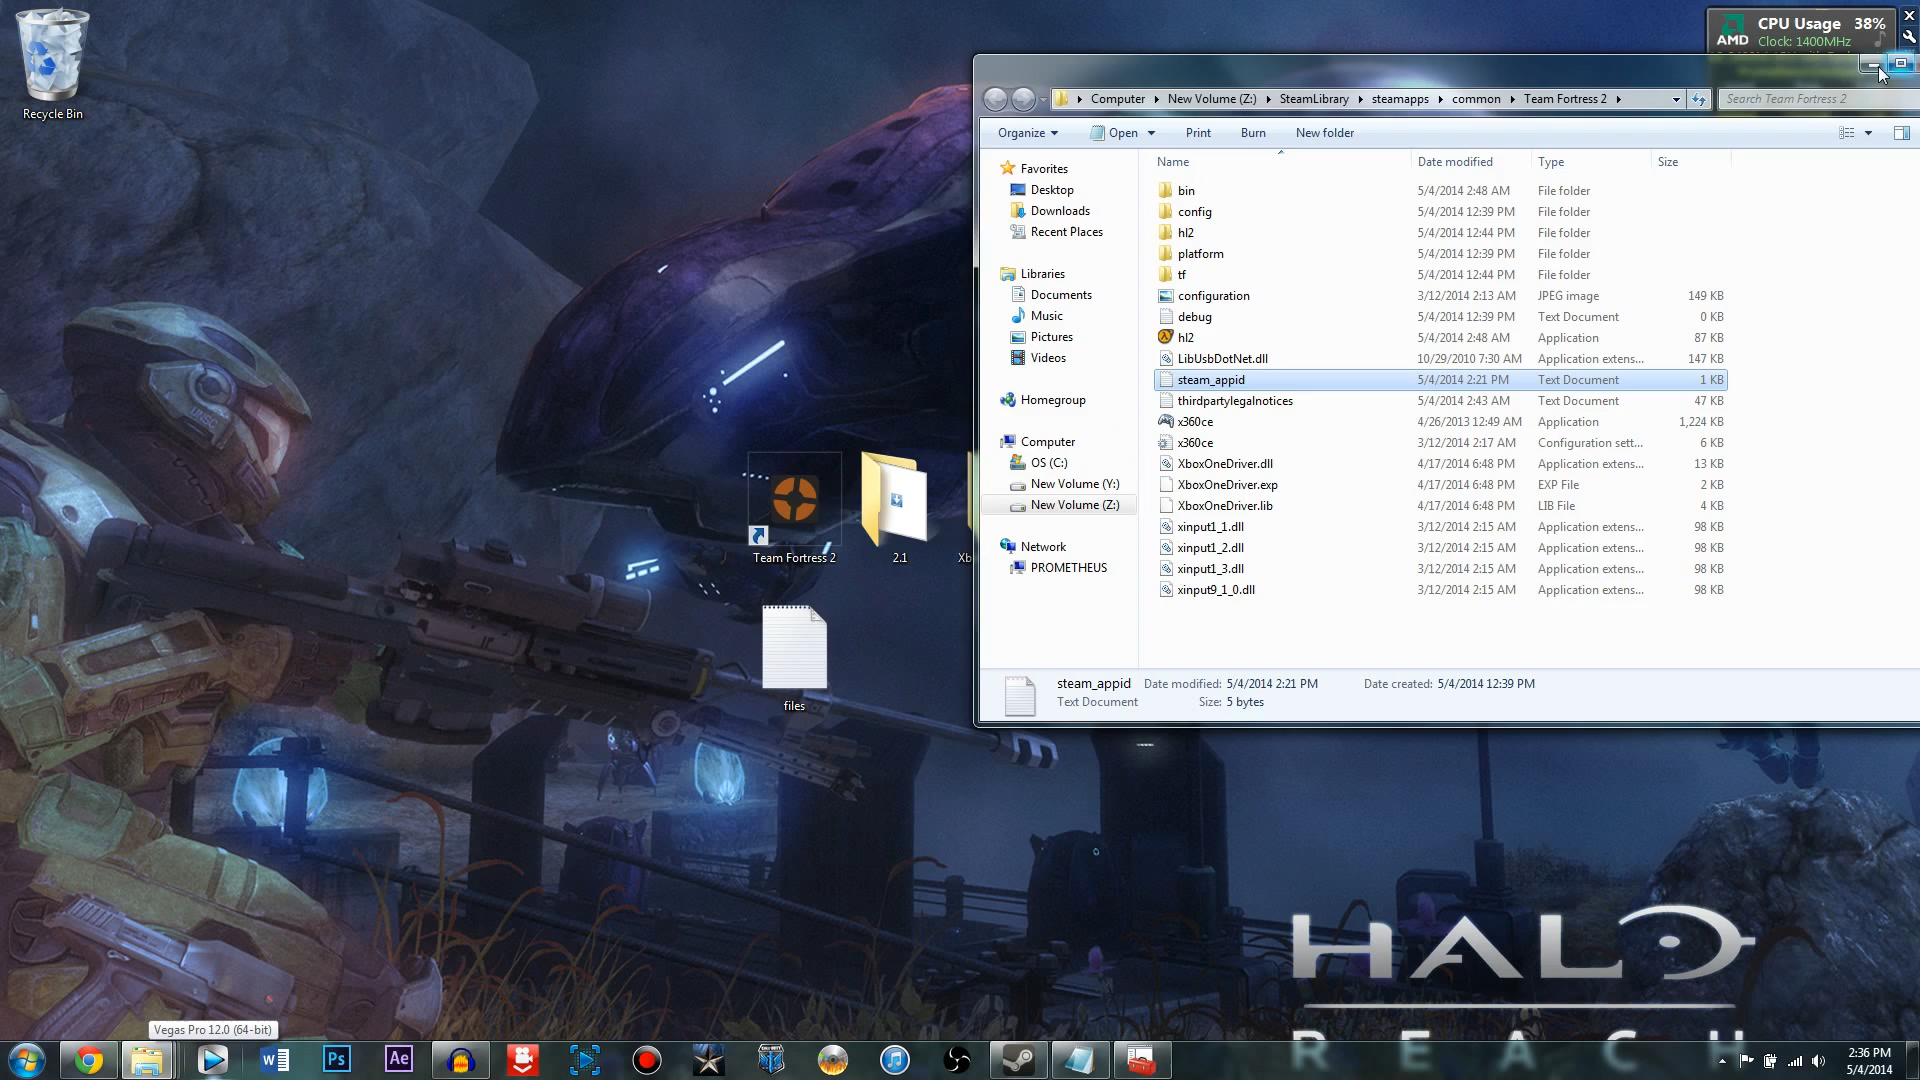 Recycle Bin
CPU Usage 38%
AMD Clock: 1400MHz
Computer New Volume (Z:) SteamLibrary steamapps common Team Fortress 2
Search Team Fortress 2
Organize Open Print Burn New folder
Name Date modified Type Size
Favorites
Desktop
Downloads
Recent Places
Libraries
Documents
Music
Pictures
Videos
Homegroup
Computer
OS (C:)
New Volume (Y:)
New Volume (Z:)
Network
PROMETHEUS
bin 5/4/2014 2:48 AM File folder
config 5/4/2014 12:39 PM File folder
hl2 5/4/2014 12:44 PM File folder
platform 5/4/2014 12:39 PM File folder
tf 5/4/2014 12:44 PM File folder
configuration 3/12/2014 2:13 AM JPEG image 149 KB
debug 5/4/2014 12:39 PM Text Document 0 KB
hl2 5/4/2014 2:48 AM Application 87 KB
LibUsbDotNet.dll 10/29/2010 7:30 AM Application extens... 147 KB
steam_appid 5/4/2014 2:21 PM Text Document 1 KB
thirdpartylegalnotices 5/4/2014 2:43 AM Text Document 47 KB
x360ce 4/26/2013 12:49 AM Application 1,224 KB
x360ce 3/12/2014 2:17 AM Configuration sett... 6 KB
XboxOneDriver.dll 4/17/2014 6:48 PM Application extens... 13 KB
XboxOneDriver.exp 4/17/2014 6:48 PM EXP File 2 KB
XboxOneDriver.lib 4/17/2014 6:48 PM LIB File 4 KB
xinput1_1.dll 3/12/2014 2:15 AM Application extens... 98 KB
xinput1_2.dll 3/12/2014 2:15 AM Application extens... 98 KB
xinput1_3.dll 3/12/2014 2:15 AM Application extens... 98 KB
xinput9_1_0.dll 3/12/2014 2:15 AM Application extens... 98 KB
steam_appid Date modified: 5/4/2014 2:21 PM Date created: 5/4/2014 12:39 PM
Text Document Size: 5 bytes
UNSC
Team Fortress 2
2.1
Xb
files
HALO
REACH
Vegas Pro 12.0 (64-bit)
W Ps Ae
2:36 PM
5/4/2014